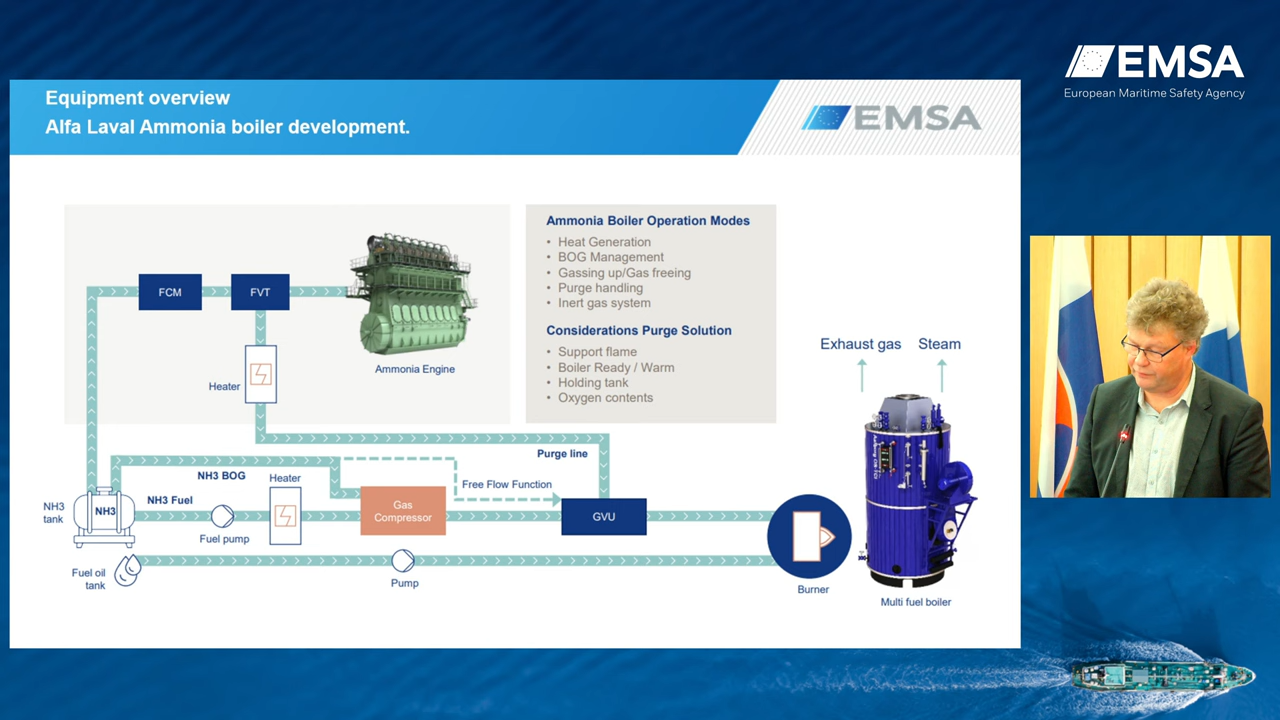 EMSA
European Maritime Safety Agency
Equipment overview
Alfa Laval Ammonia boiler development.
EMSA
FCM
FVT
Heater
Ammonia Engine
Ammonia Boiler Operation Modes
• Heat Generation
• BOG Management
• Gassing up/Gas freeing
• Purge handling
• Inert gas system
Considerations Purge Solution
• Support flame
• Boiler Ready / Warm
• Holding tank
• Oxygen contents
Exhaust gas
Steam
Purge line
NH3 BOG
Heater
Free Flow Function
NH3
tank
NH3
NH3 Fuel
Fuel pump
Gas
Compressor
GVU
Fuel oil
tank
Pump
Burner
Multi fuel boiler